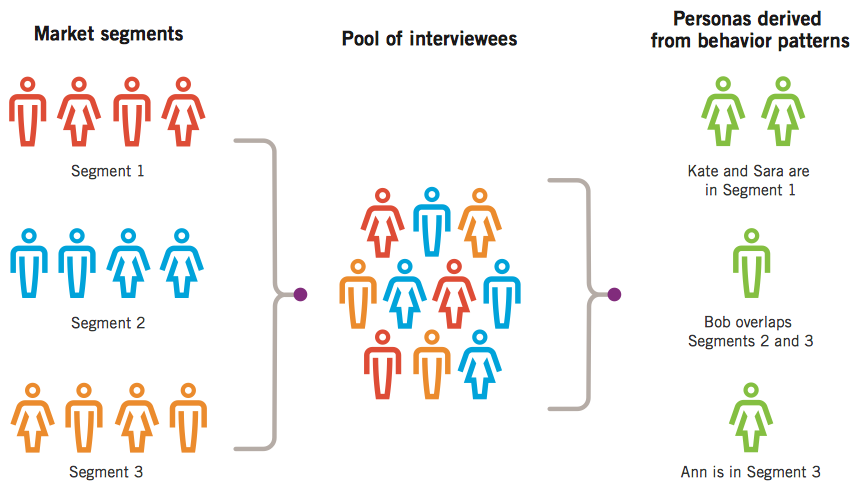 Market segments
Segment 1
Segment 2
Segment 3
Pool of interviewees
Personas derived
from behavior patterns
Kate and Sara are
in Segment 1
Bob overlaps
Segments 2 and 3
Ann is in Segment 3